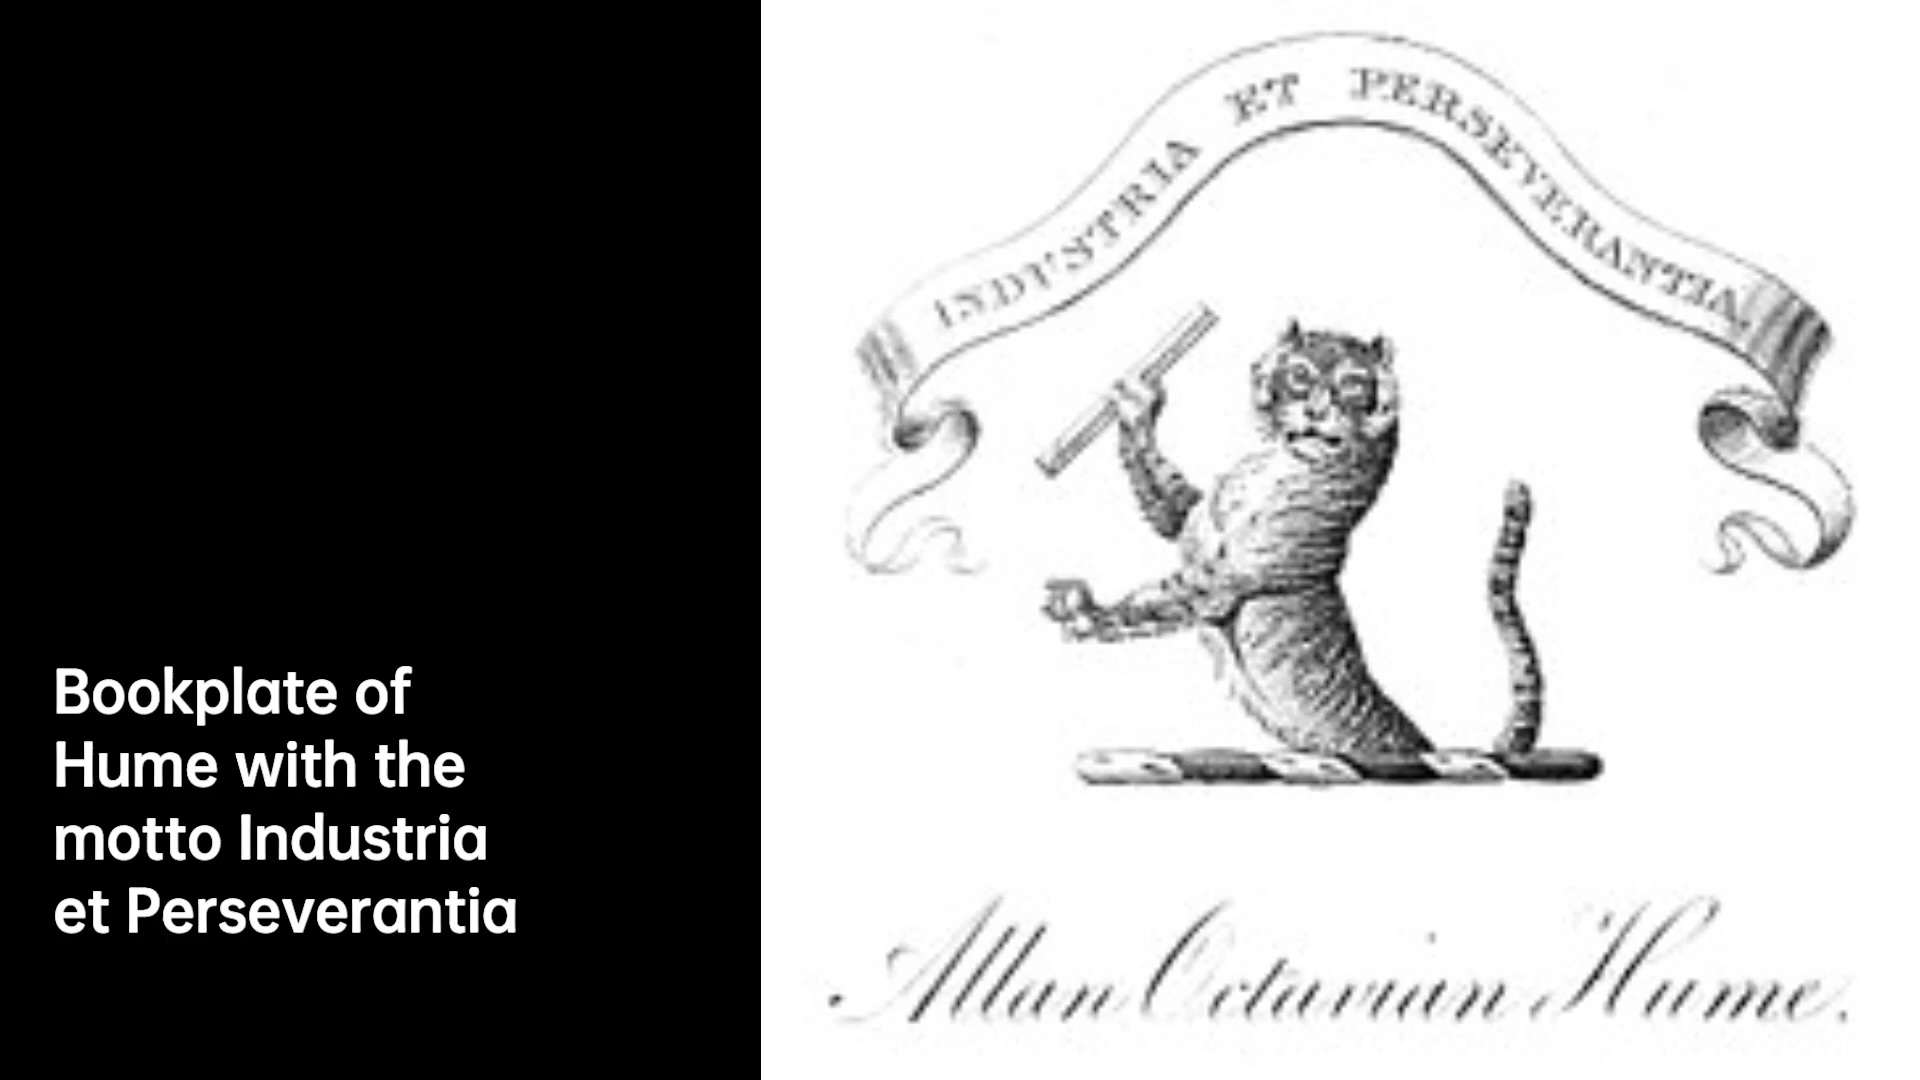 Bookplate of
Hume with the
motto Industria
et Perseverantia
INDUSTRIA ET PERSEVERANTIA.
Allan Octavian Hume.